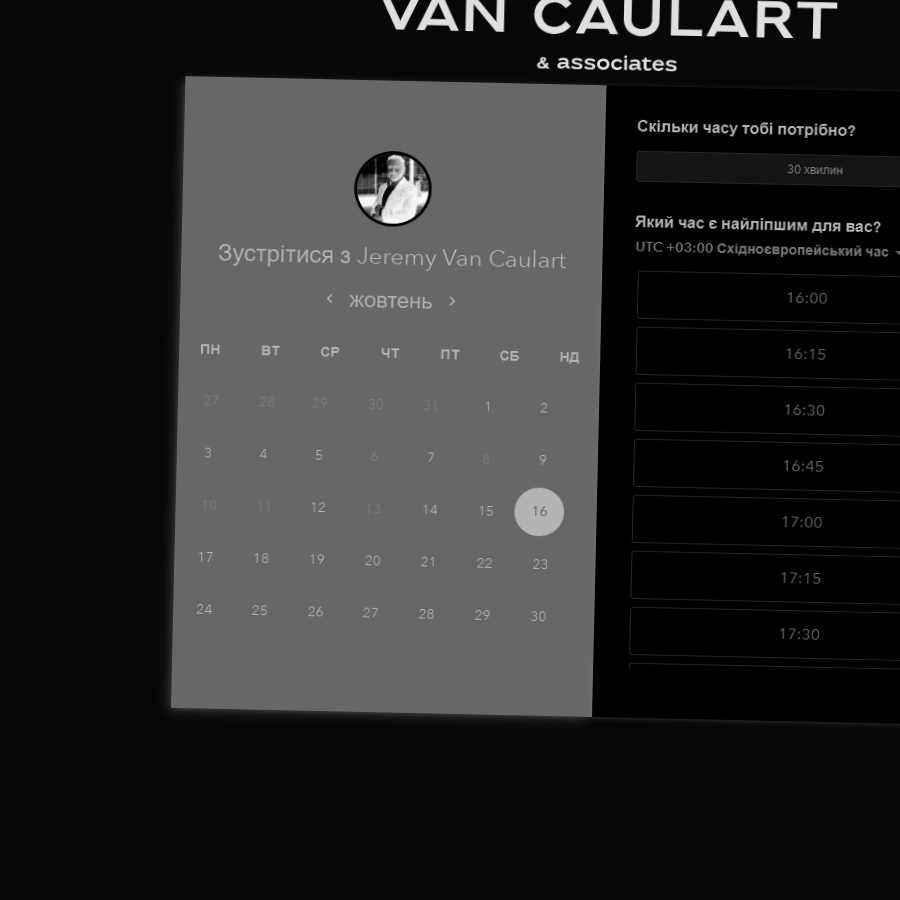 VAN CAULART
& associates
Зустрітися з Jeremy Van Caulart
‹ жовтень ›
ПН ВТ СР ЧТ ПТ СБ НД
27 28 29 30 31 1 2
3 4 5 6 7 8 9
10 11 12 13 14 15 16
17 18 19 20 21 22 23
24 25 26 27 28 29 30
Скільки часу тобі потрібно?
30 хвилин
Який час є найліпшим для вас?
UTC +03:00 Східноєвропейський час
16:00
16:15
16:30
16:45
17:00
17:15
17:30